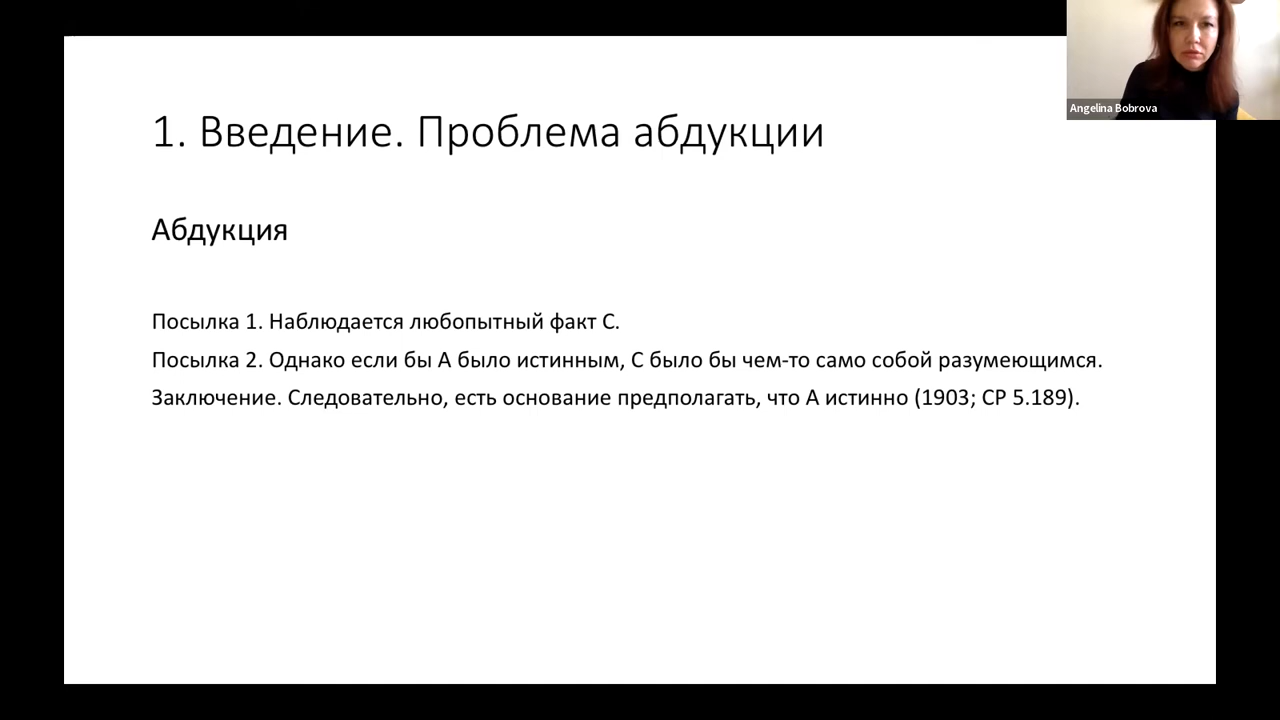 Angelina Bobrova
1. Введение. Проблема абдукции
Абдукция
Посылка 1. Наблюдается любопытный факт С.
Посылка 2. Однако если бы А было истинным, С было бы чем-то само собой разумеющимся.
Заключение. Следовательно, есть основание предполагать, что А истинно (1903; CP 5.189).